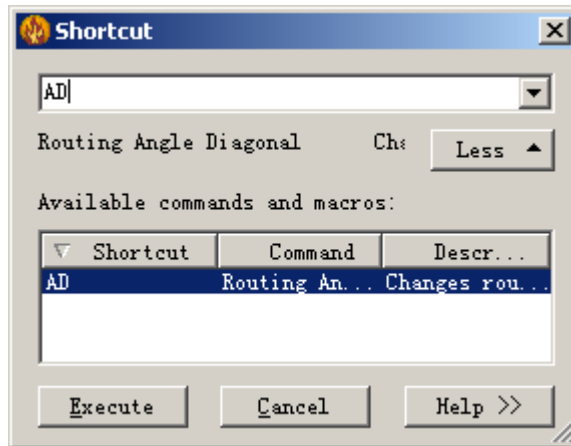 Shortcut
AD
Routing Angle Diagonal Cha
Less
Available commands and macros:
Shortcut Command Descr...
AD Routing An... Changes rou...
Execute Cancel Help >>